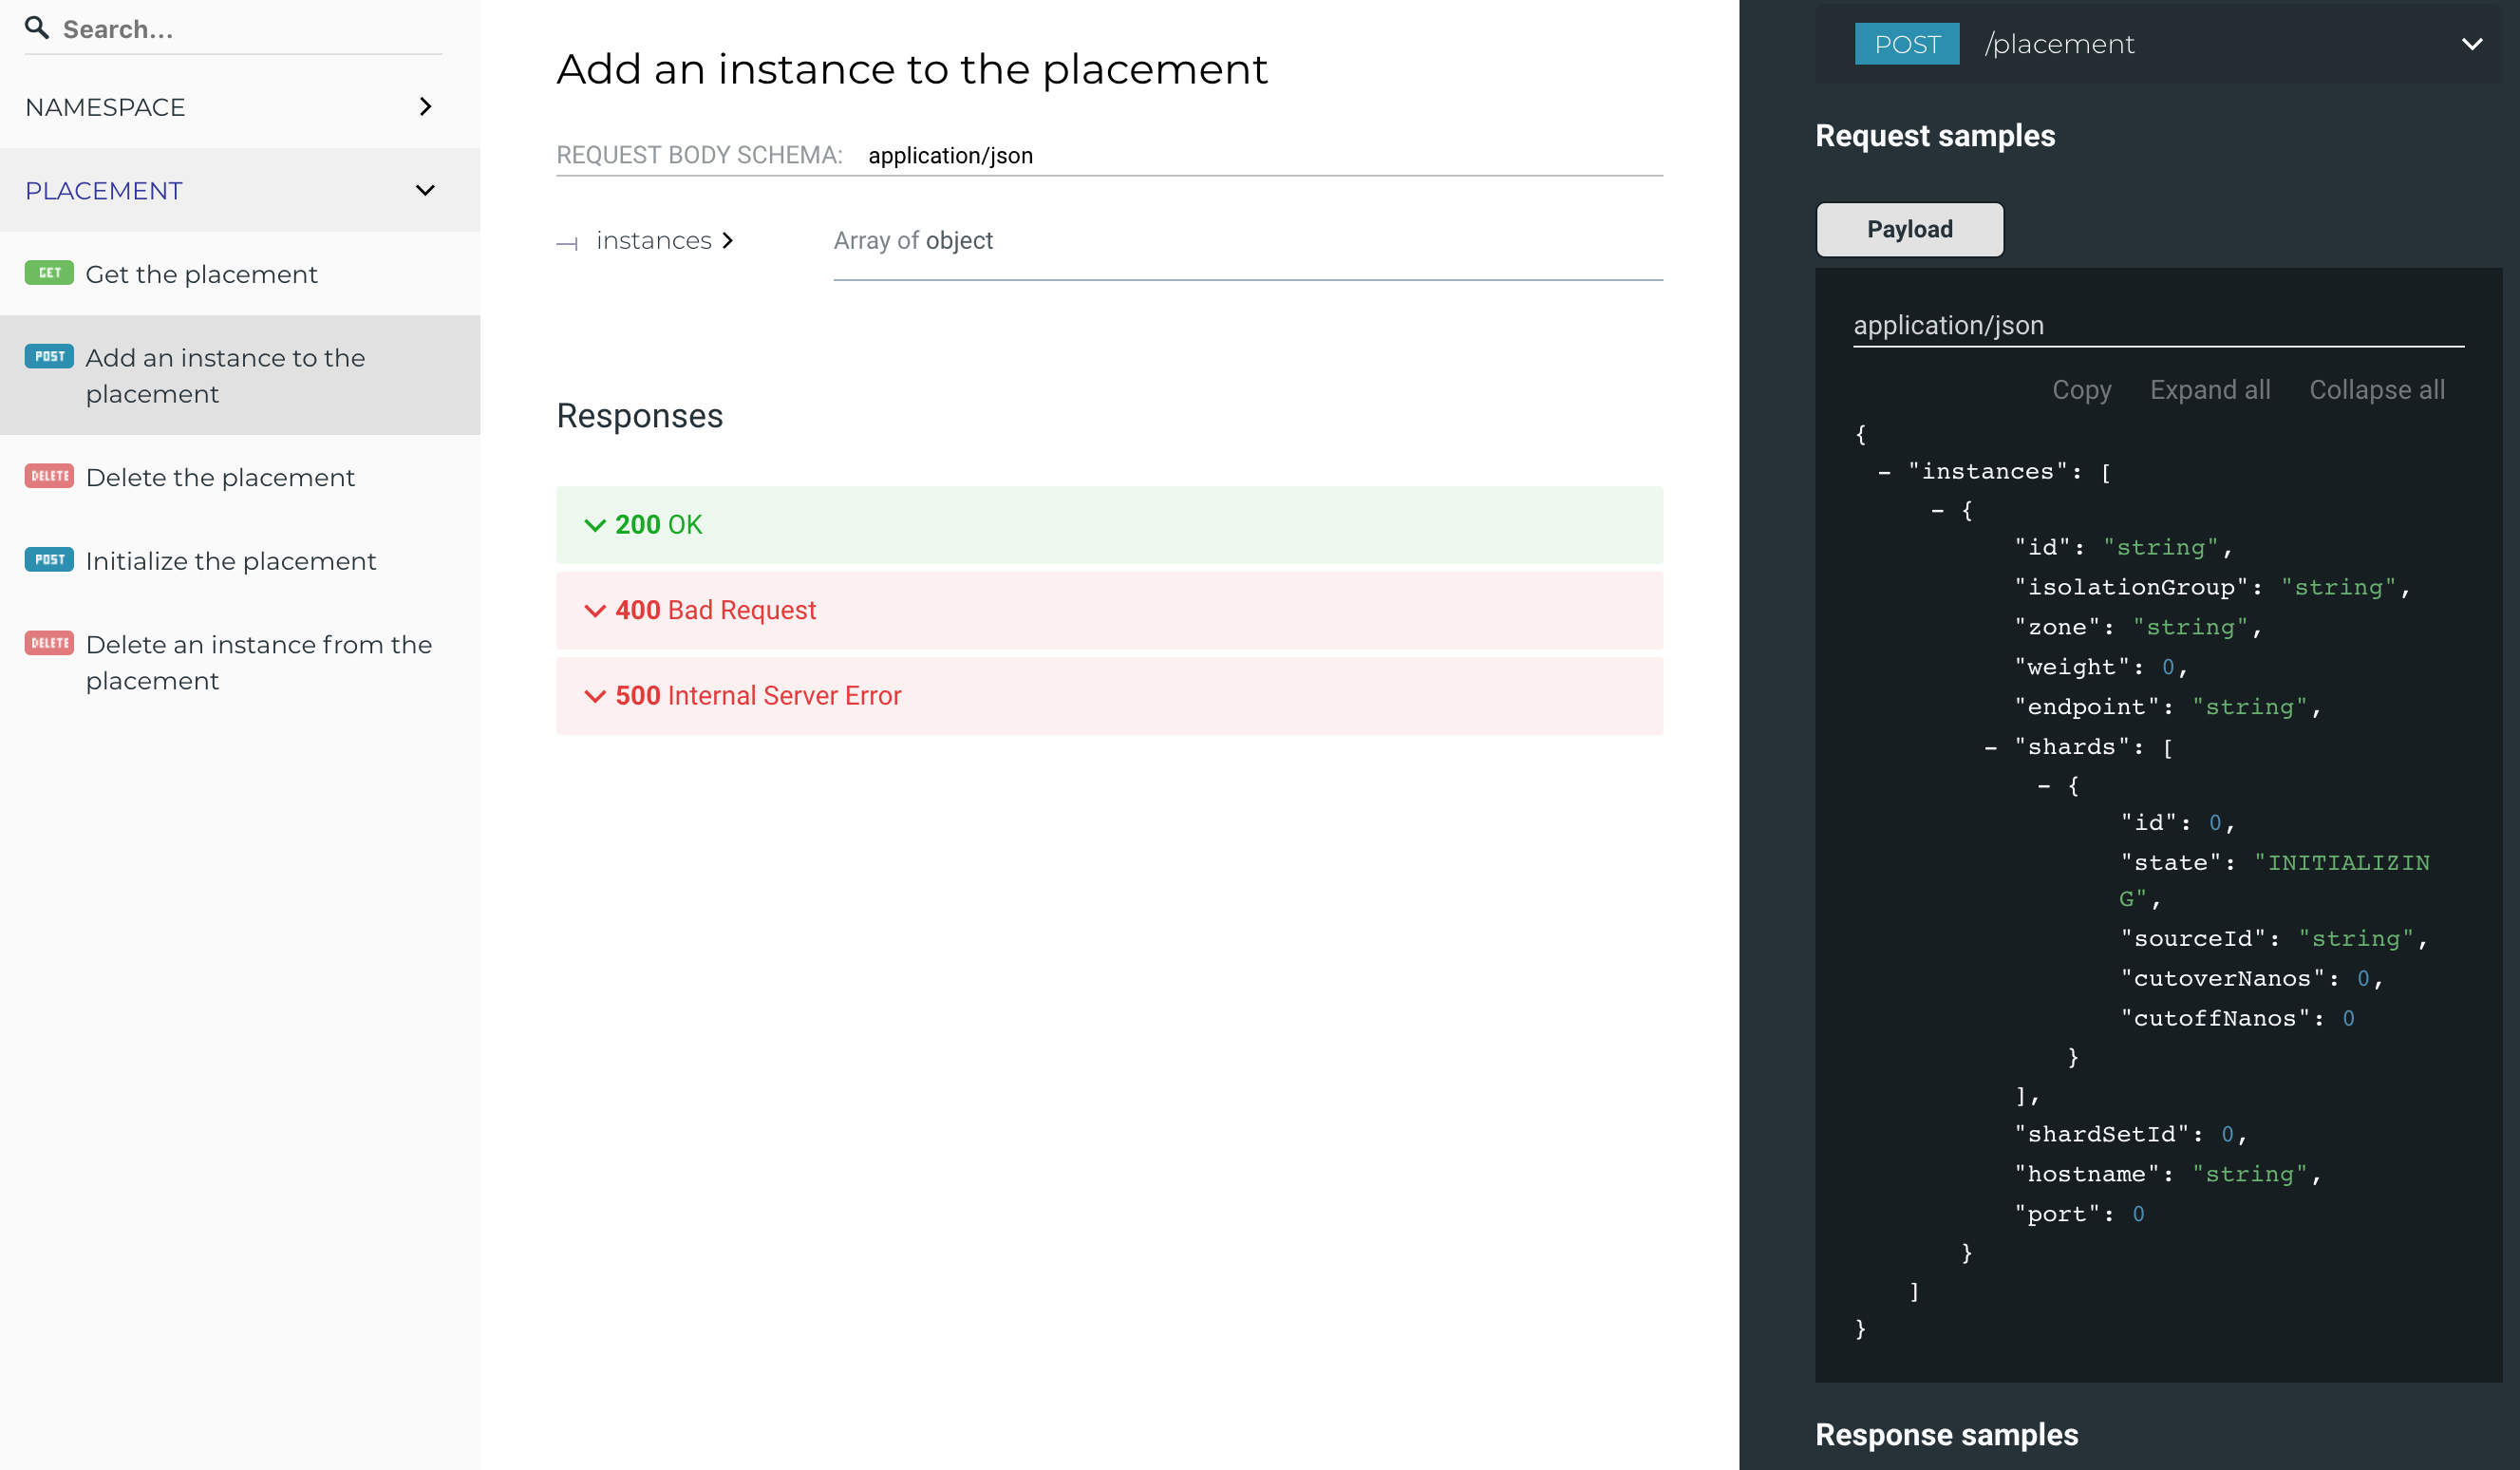 Search...
NAMESPACE
PLACEMENT
GET Get the placement
POST Add an instance to the
placement
DELETE Delete the placement
POST Initialize the placement
DELETE Delete an instance from the
placement
Add an instance to the placement
REQUEST BODY SCHEMA: application/json
instances Array of object
Responses
200 OK
400 Bad Request
500 Internal Server Error
POST /placement
Request samples
Payload
application/json
Copy Expand all Collapse all
{
- "instances": [
- {
"id": "string",
"isolationGroup": "string",
"zone": "string",
"weight": 0,
"endpoint": "string",
- "shards": [
- {
"id": 0,
"state": "INITIALIZIN
G",
"sourceId": "string",
"cutoverNanos": 0,
"cutoffNanos": 0
}
],
"shardSetId": 0,
"hostname": "string",
"port": 0
}
]
}
Response samples